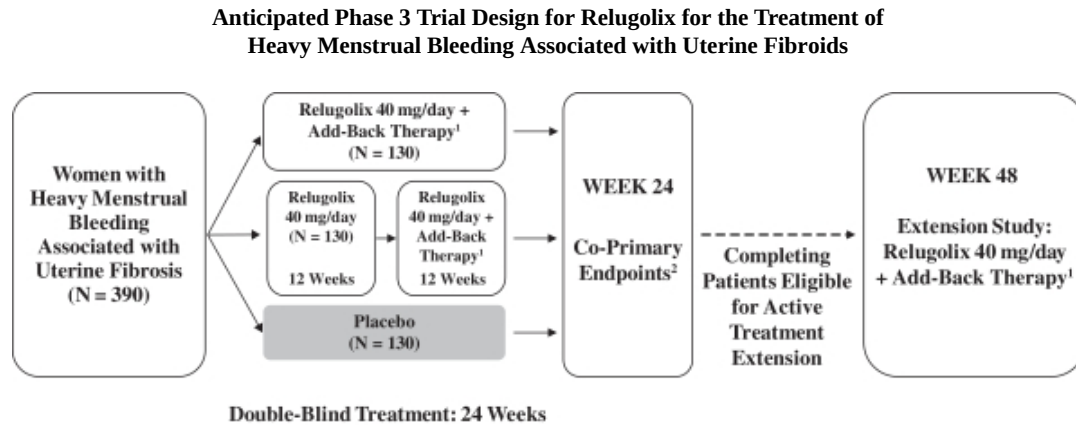 Anticipated Phase 3 Trial Design for Relugolix for the Treatment of
Heavy Menstrual Bleeding Associated with Uterine Fibroids
Women with
Heavy Menstrual
Bleeding
Associated with
Uterine Fibrosis
(N = 390)
Relugolix 40 mg/day +
Add-Back Therapy¹
(N = 130)
Relugolix
40 mg/day
(N = 130)
12 Weeks
Relugolix
40 mg/day +
Add-Back
Therapy¹
12 Weeks
Placebo
(N = 130)
WEEK 24
Co-Primary
Endpoints²
Completing
Patients Eligible
for Active
Treatment
Extension
WEEK 48
Extension Study:
Relugolix 40 mg/day
+ Add-Back Therapy¹
Double-Blind Treatment: 24 Weeks